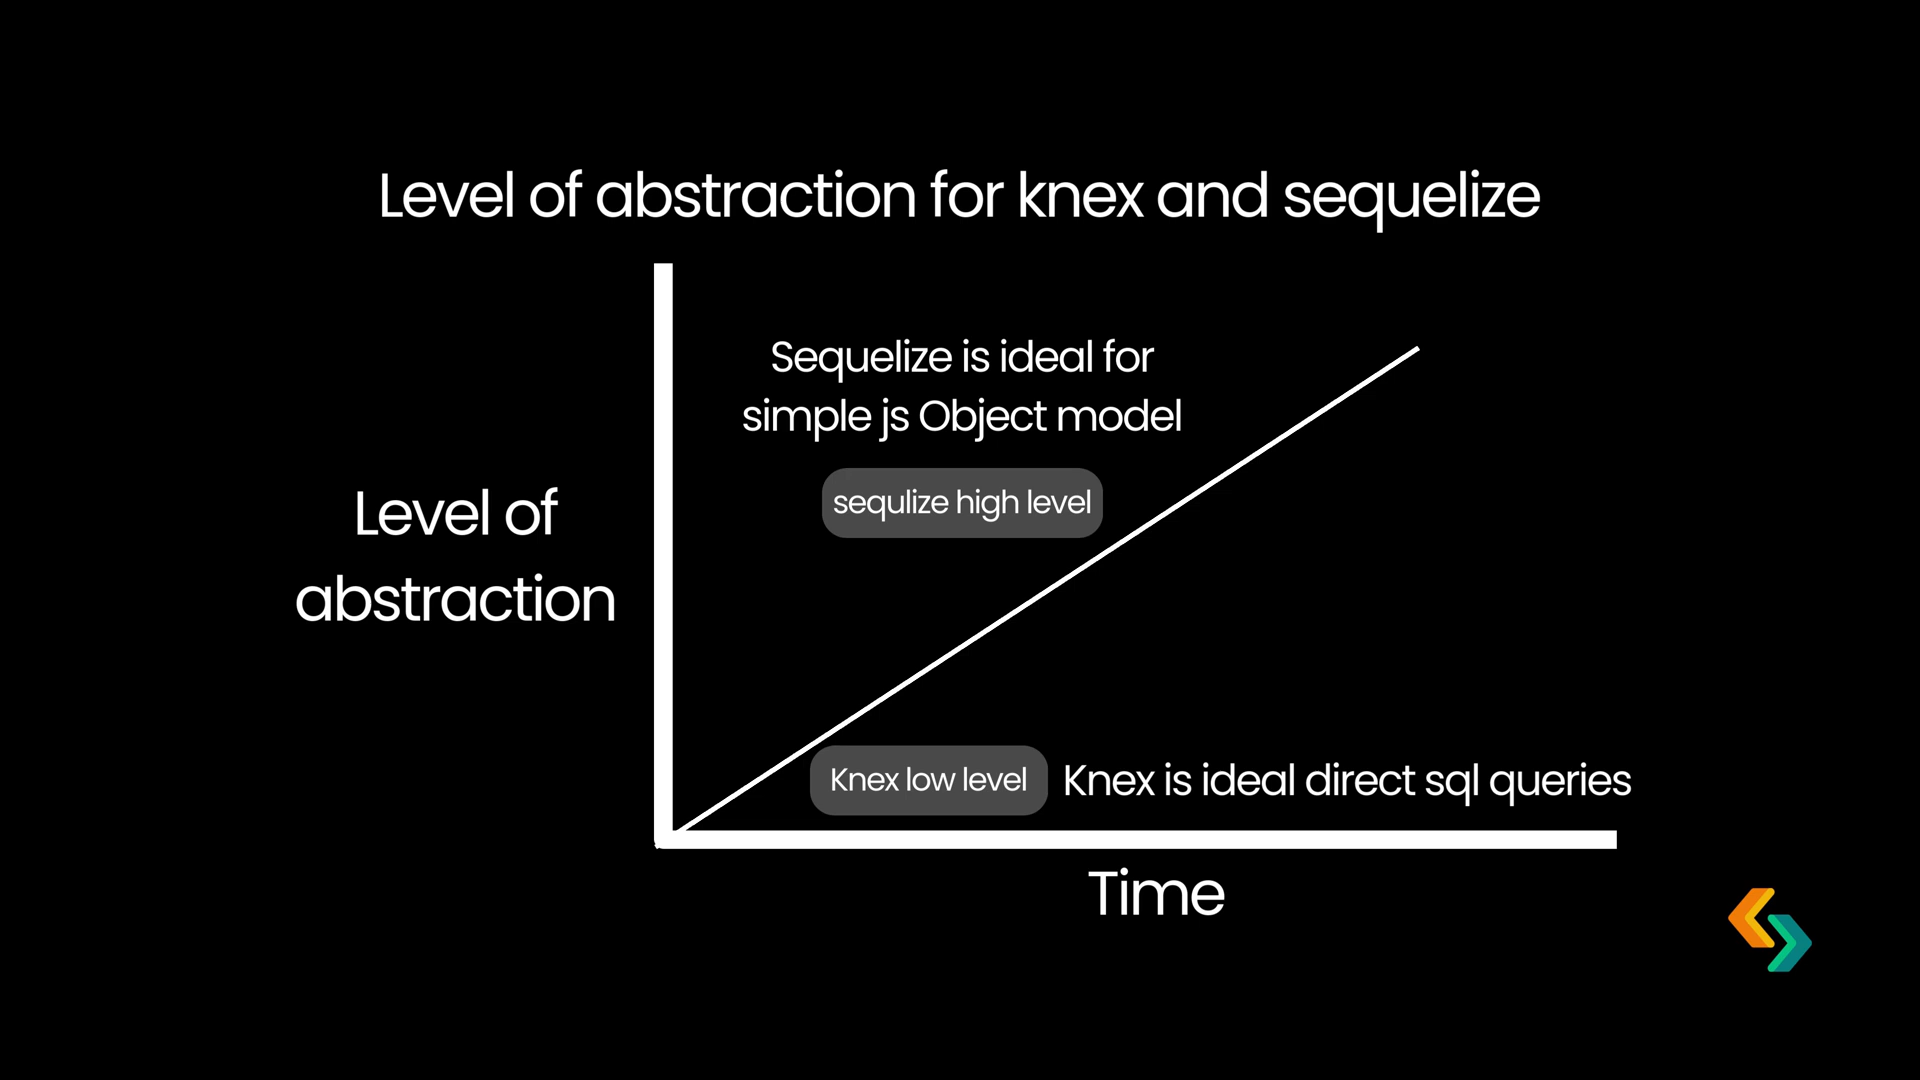 Level of abstraction for knex and sequelize
Sequelize is ideal for
simple js Object model
sequlize high level
Level of
abstraction
Knex low level
Knex is ideal direct sql queries
Time